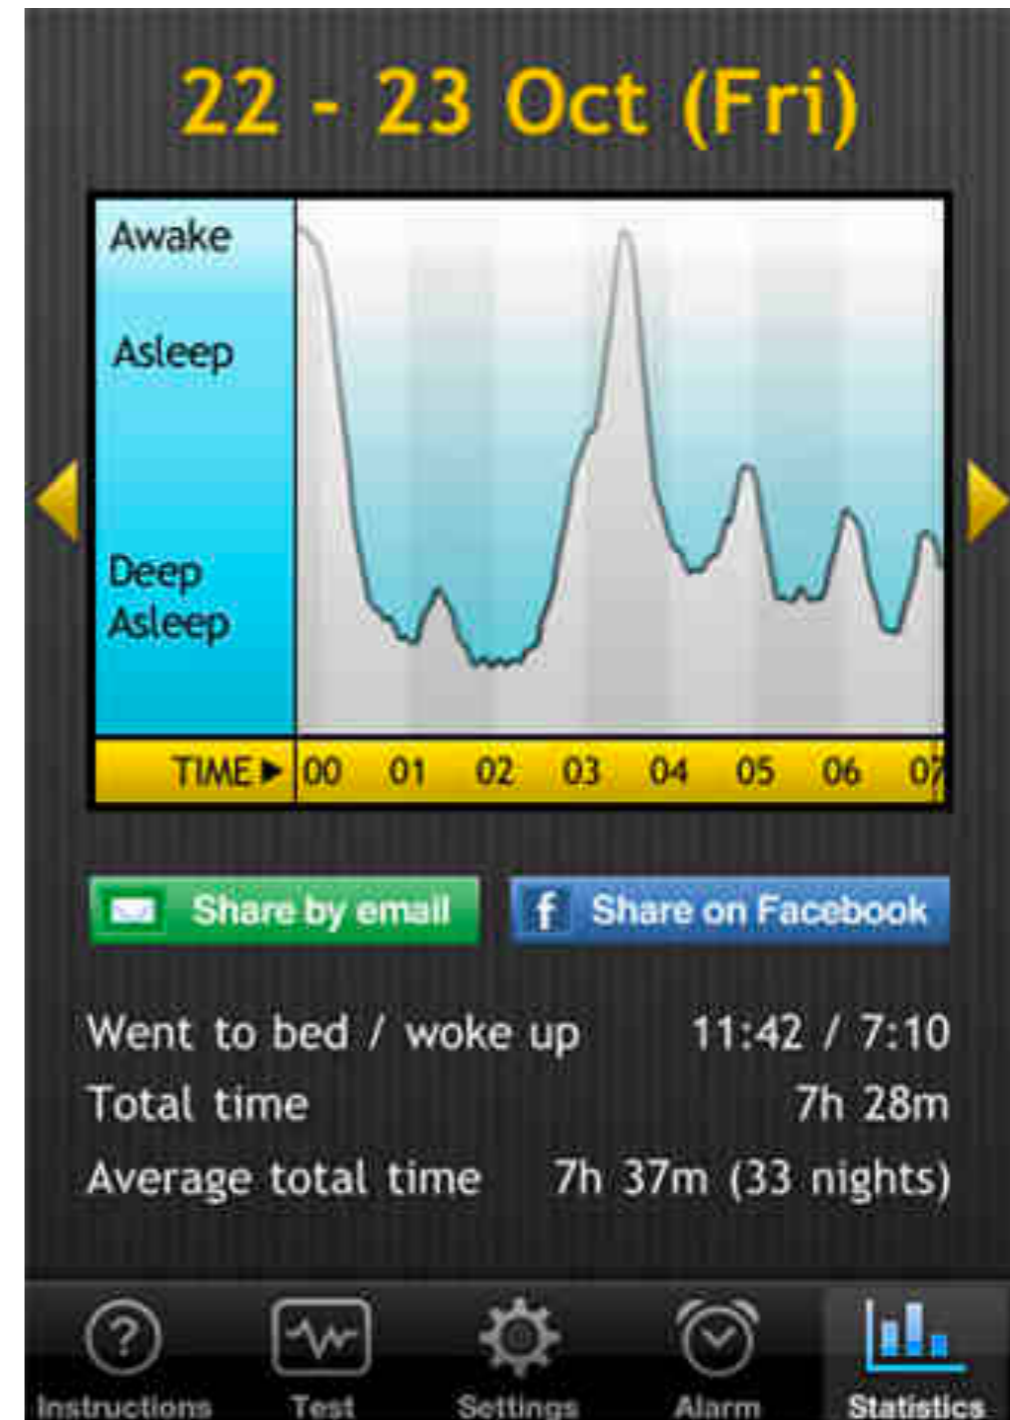 22 - 23 Oct (Fri)
Awake
Asleep
Deep
Asleep
TIME▶ 00 01 02 03 04 05 06 07
Share by email f Share on Facebook
Went to bed / woke up 11:42 / 7:10
Total time 7h 28m
Average total time 7h 37m (33 nights)
?
Instructions Test Settings Alarm Statistics